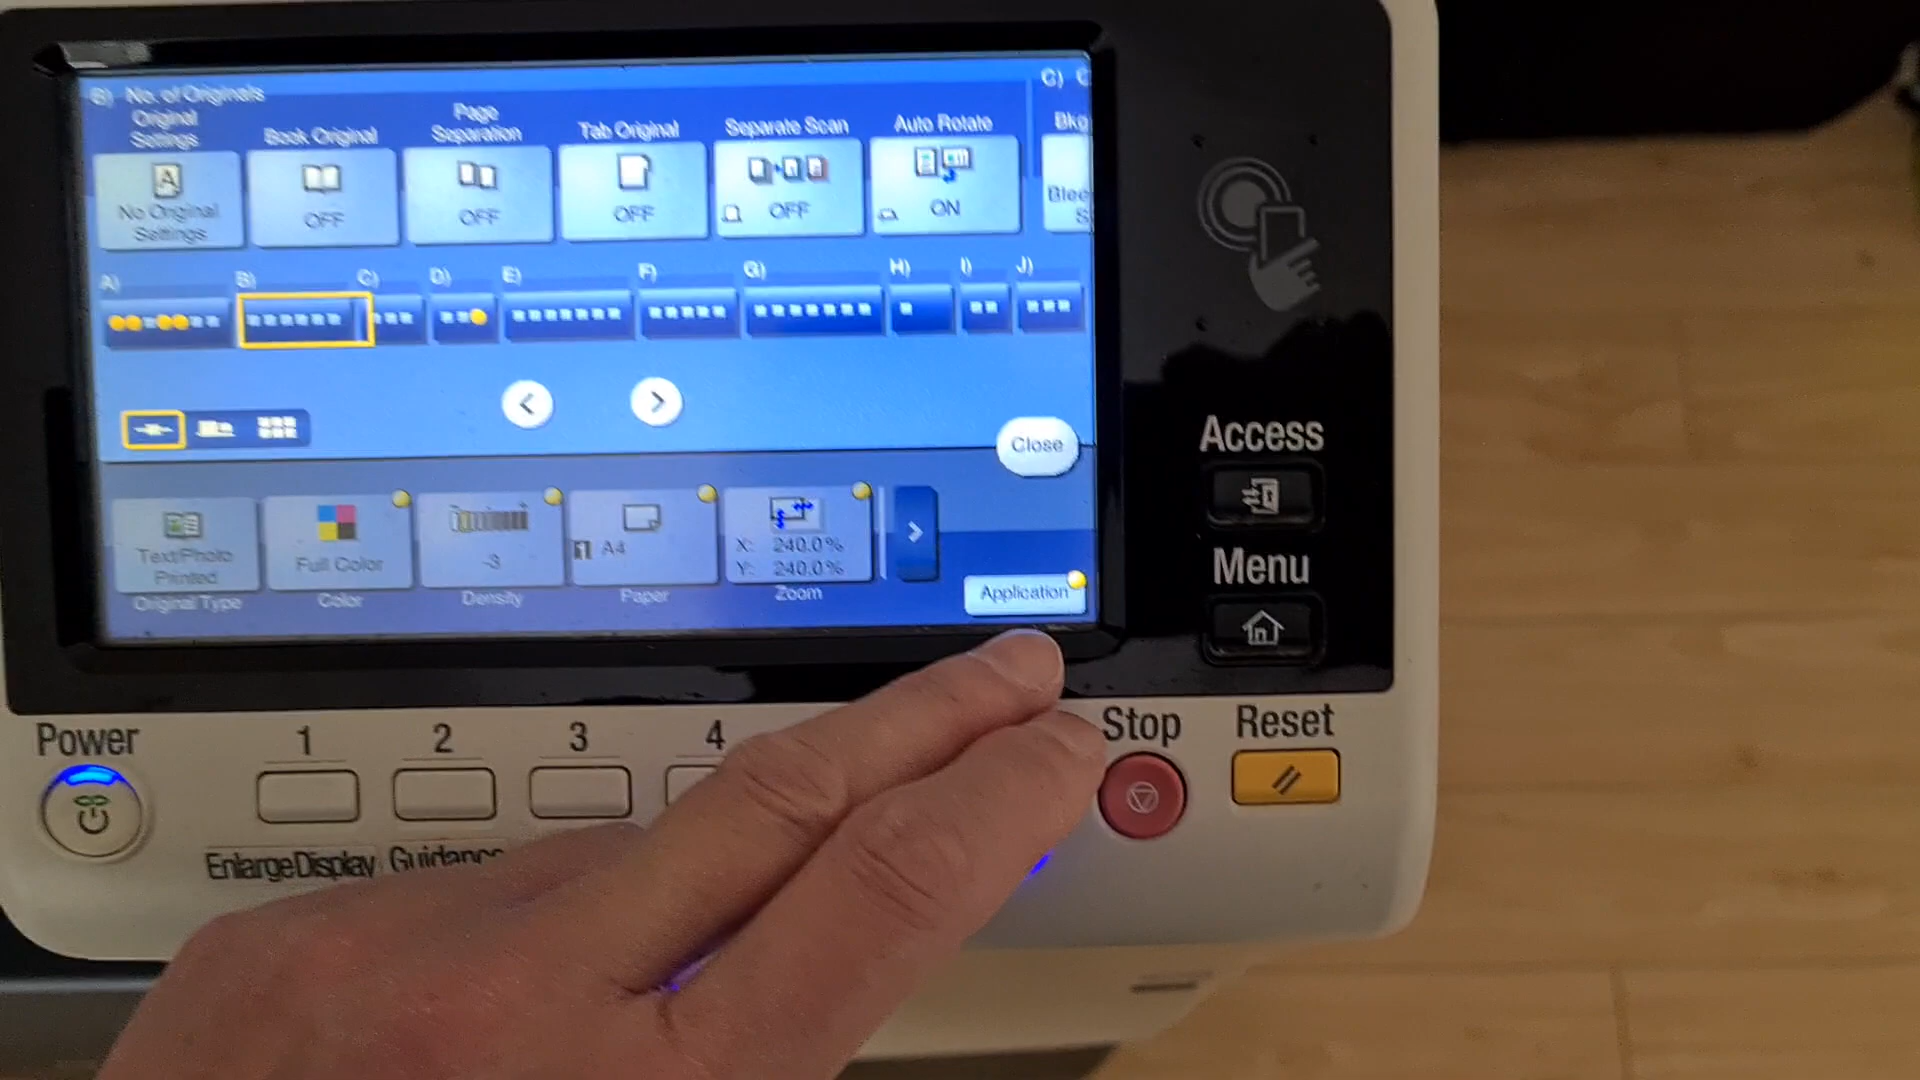 B) No. of Originals
C) C
Original Settings
Book Original
Page Separation
Tab Original
Separate Scan
Auto Rotate
Bkg
No Original Settings
OFF
OFF
OFF
OFF
ON
Blee
S
A) B) C) D) E) F) G) H) I) J)
Close
Text/Photo Printed
Full Color
-3
1 A4
X: 240.0%
Y: 240.0%
Original Type
Color
Density
Paper
Zoom
Application
Access
Menu
Power
1
2
3
4
Stop
Reset
Enlarge Display
Guidance